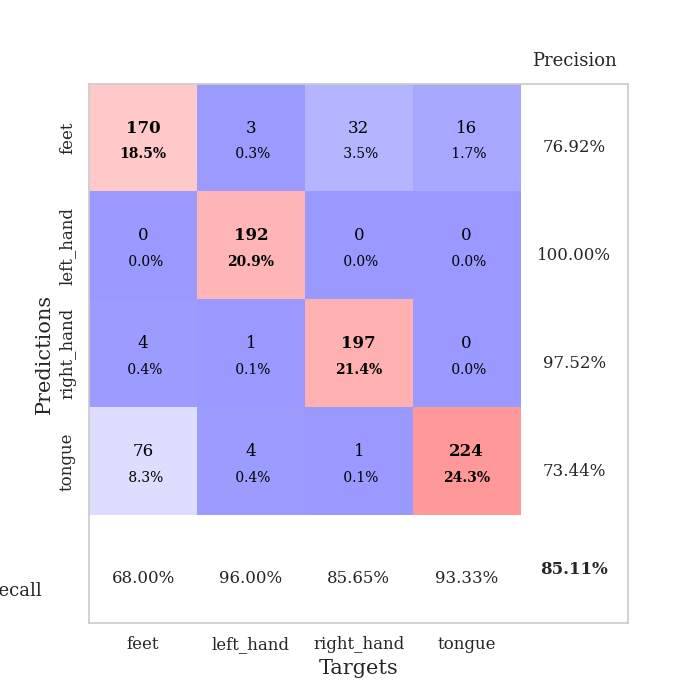 Precision
feet
170 3 32 16
76.92%
18.5% 0.3% 3.5% 1.7%
left_hand
0 192 0 0
100.00%
0.0% 20.9% 0.0% 0.0%
Predictions
right_hand
4 1 197 0
97.52%
0.4% 0.1% 21.4% 0.0%
tongue
76 4 1 224
73.44%
8.3% 0.4% 0.1% 24.3%
ecall
68.00% 96.00% 85.65% 93.33% 85.11%
feet left_hand right_hand tongue
Targets